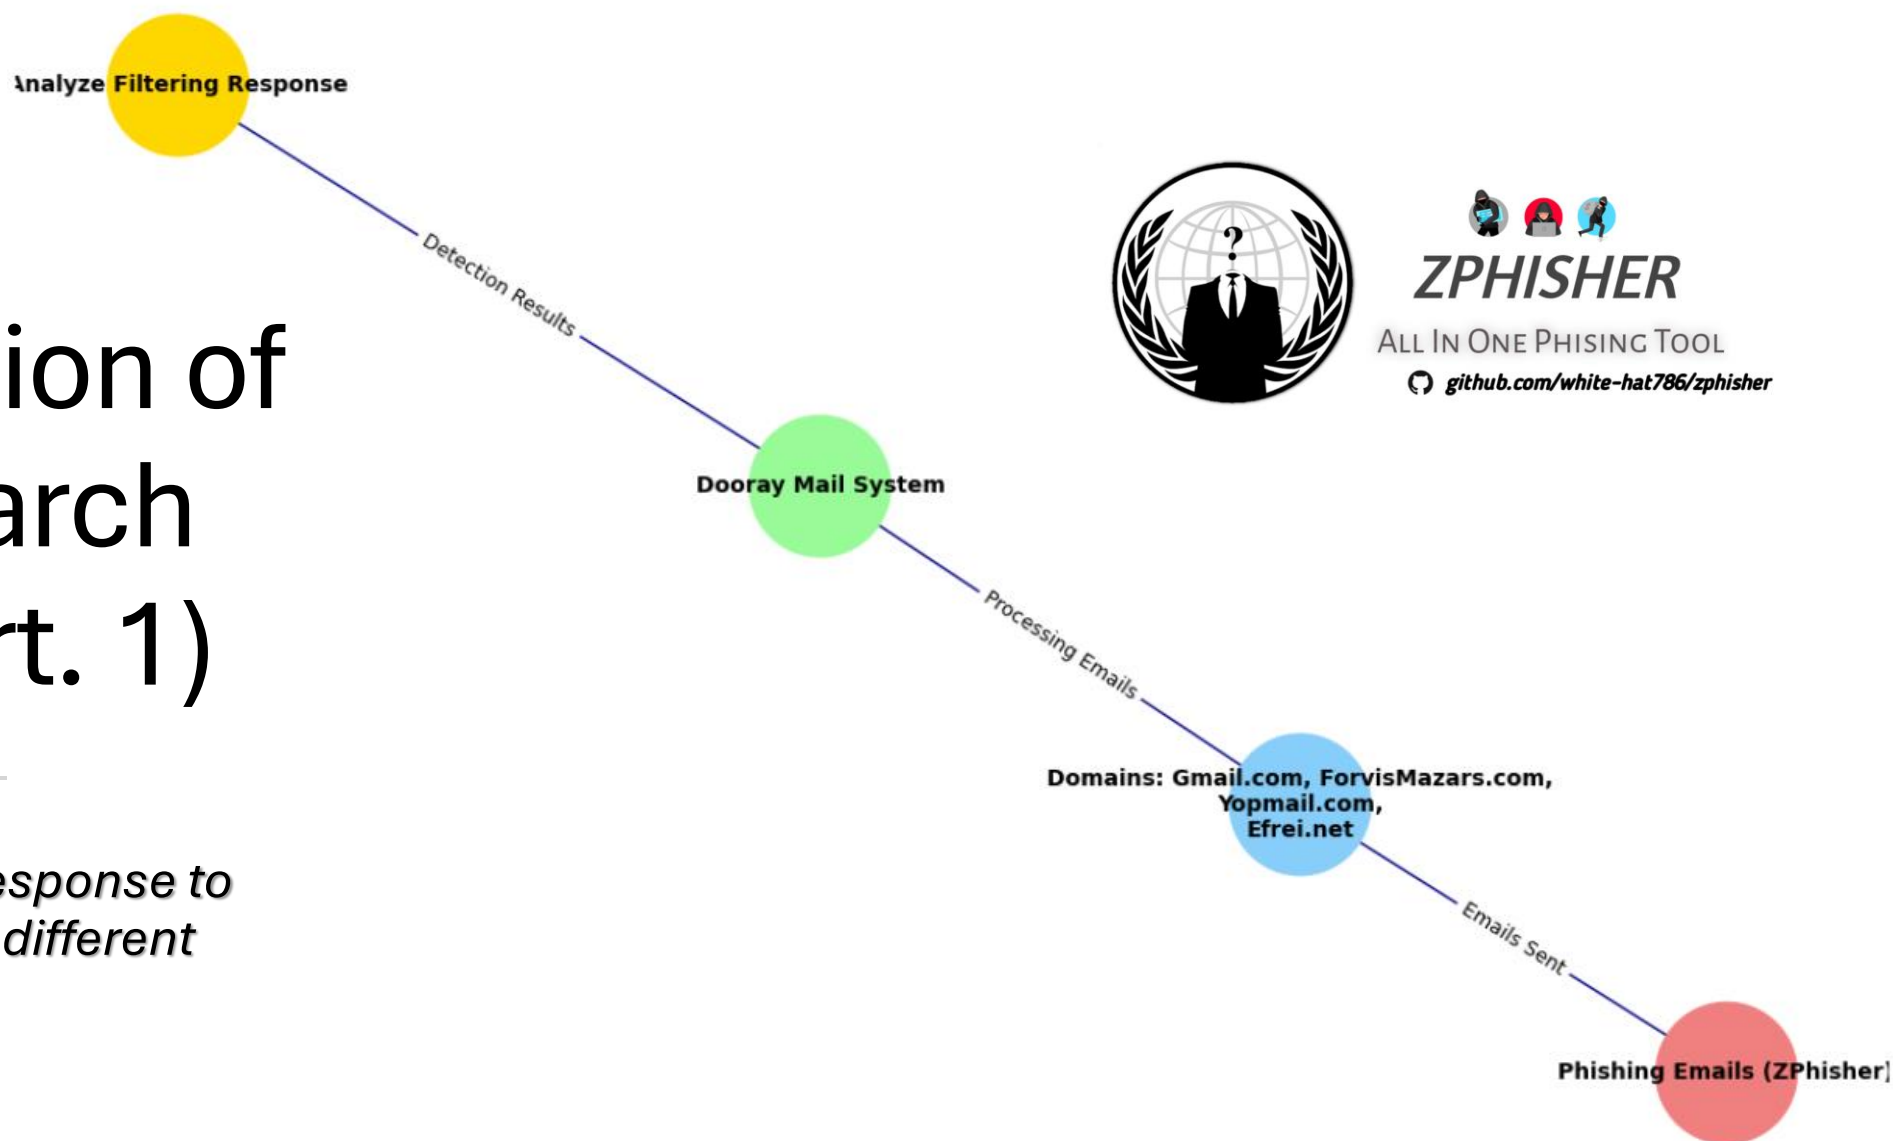 Analyze Filtering Response
Detection Results
Dooray Mail System
Processing Emails
Domains: Gmail.com, ForvisMazars.com,
Yopmail.com,
Efrei.net
Emails Sent
Phishing Emails (ZPhisher)
?
ZPHISHER
ALL IN ONE PHISING TOOL
github.com/white-hat786/zphisher
ion of
arch
rt. 1)
esponse to
different